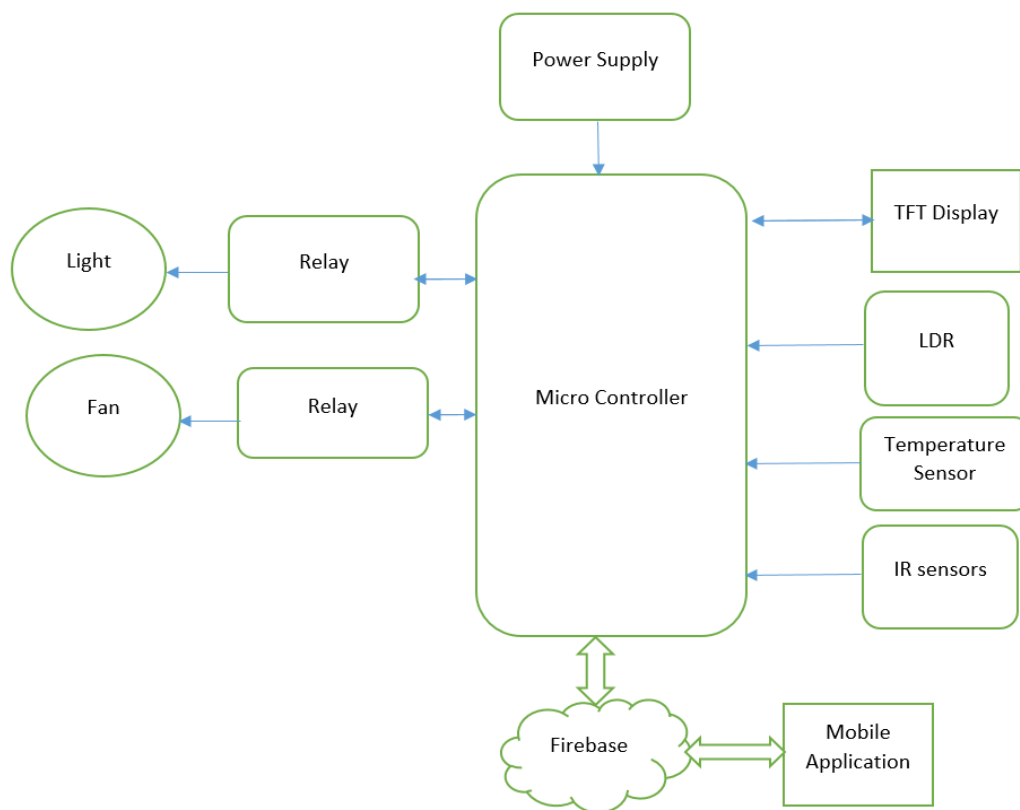 Power Supply
TFT Display
Light
Relay
LDR
Fan
Relay
Micro Controller
Temperature
Sensor
IR sensors
Firebase
Mobile
Application